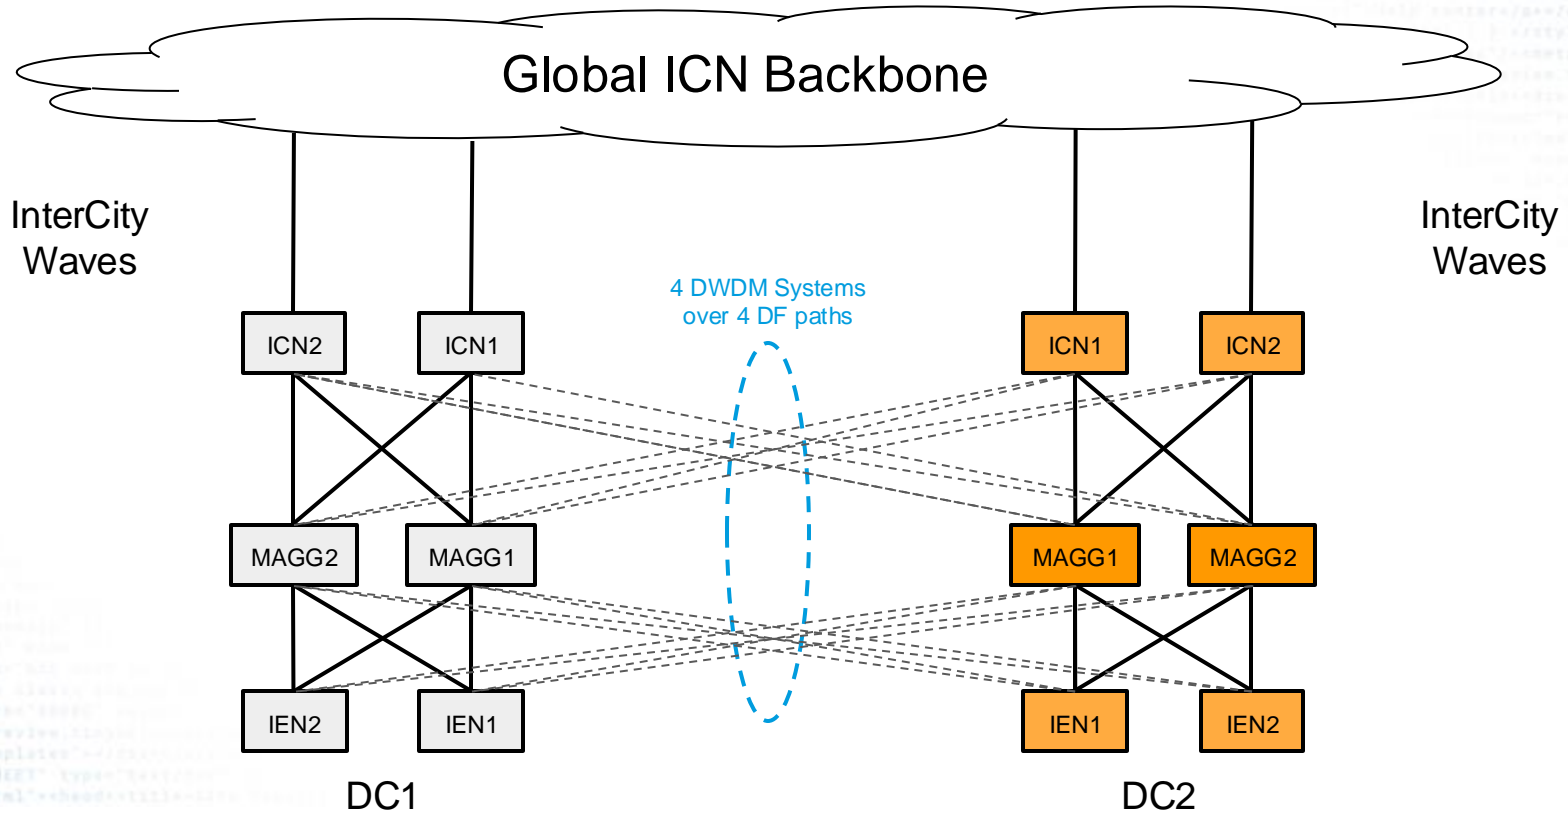 Global ICN Backbone
InterCity
Waves
InterCity
Waves
4 DWDM Systems
over 4 DF paths
ICN2
ICN1
ICN1
ICN2
MAGG2
MAGG1
MAGG1
MAGG2
IEN2
IEN1
IEN1
IEN2
DC1
DC2